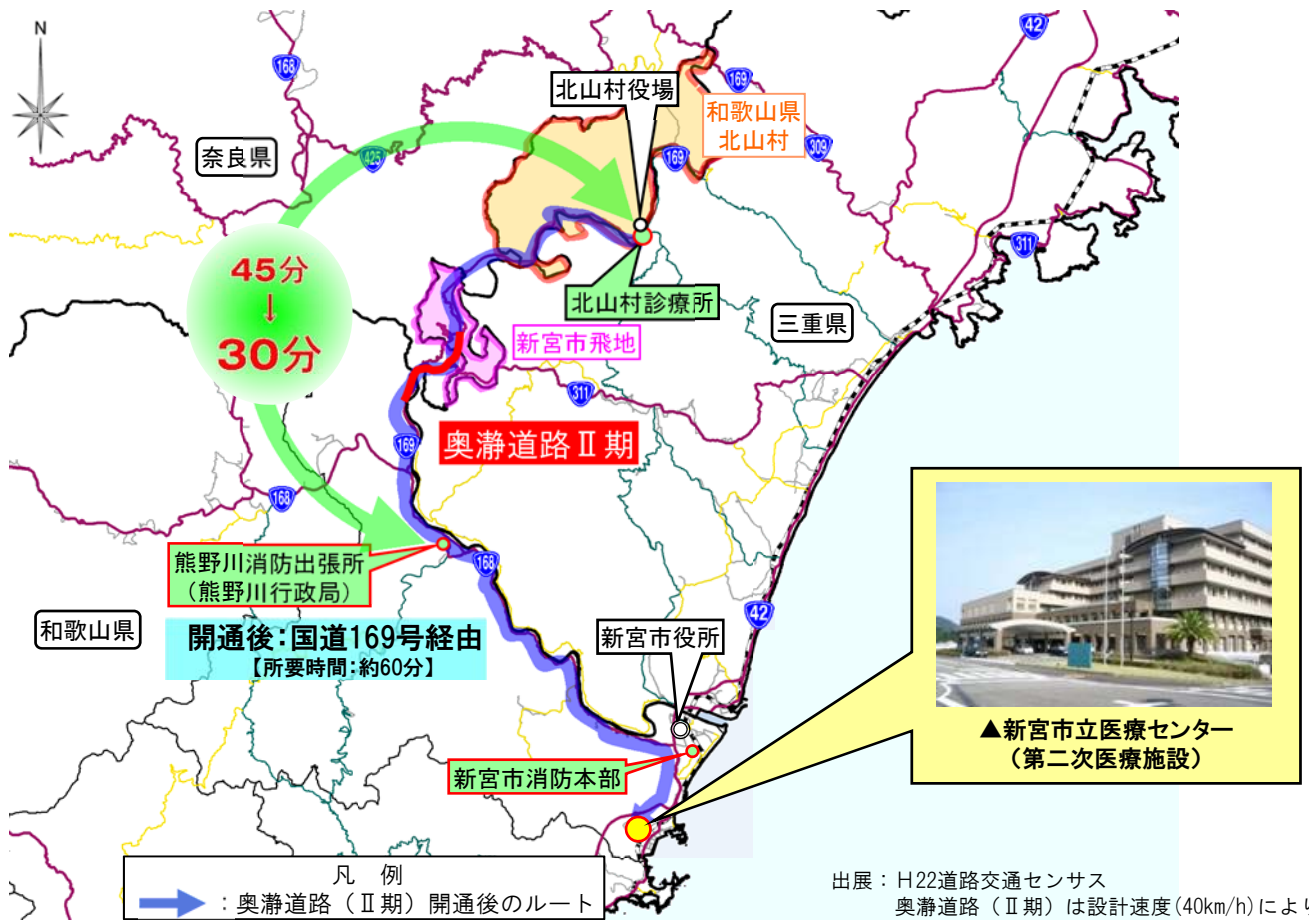 N
42
168
北山村役場
169
和歌山県
北山村
奈良県
425
169
309
311
45分
↓
30分
北山村診療所
三重県
新宮市飛地
311
奥瀞道路Ⅱ期
169
168
熊野川消防出張所
(熊野川行政局)
168
和歌山県
開通後:国道169号経由
【所要時間:約60分】
42
新宮市役所
▲新宮市立医療センター
(第二次医療施設)
新宮市消防本部
凡 例
:奥瀞道路(Ⅱ期)開通後のルート
出展:H22道路交通センサス
奥瀞道路(Ⅱ期)は設計速度(40km/h)により